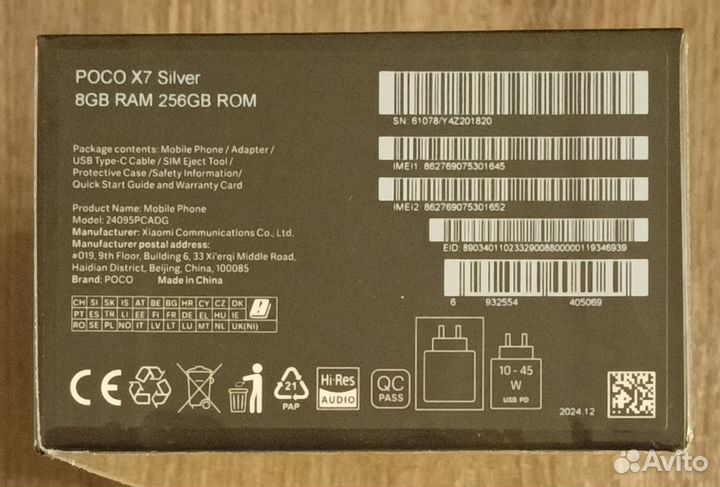 POCO X7 Silver
8GB RAM 256GB ROM
Package contents: Mobile Phone / Adapter /
USB Type-C Cable / SIM Eject Tool /
Protective Case /Safety Information/
Quick Start Guide and Warranty Card
Product Name: Mobile Phone
Model: 24095PCADG
Manufacturer: Xiaomi Communications Co., Ltd.
Manufacturer postal address:
#019, 9th Floor, Building 6, 33 Xi'erqi Middle Road,
Haidian District, Beijing, China, 100085
Brand: POCO Made in China
CH SI SK IS AT BE BG HR CY CZ DK
PT ES TR LI EE FI FR DE EL HU IE
RO SE PL NO IT LV LT LU MT NL UK(NI)
SN: 61078/Y4Z201820
IMEI1: 862769075301645
IMEI2: 862769075301652
EID: 89034011023329008800000119346939
6 932554 405069
CE
21
PAP
Hi-Res
AUDIO
QC
PASS
10 - 45
W
USB PD
2024.12
Avito